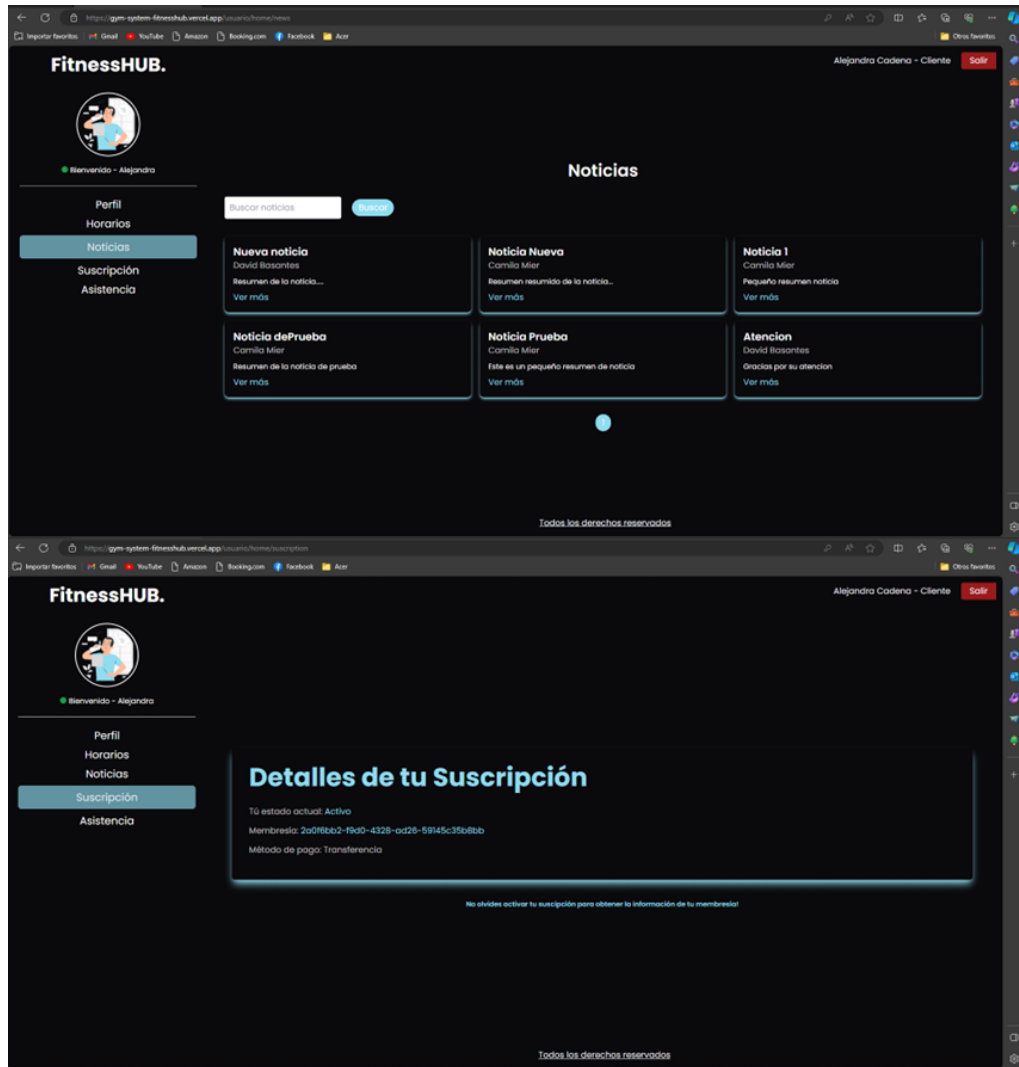 https://gym-system-fitnesshub.vercel.app/usuario/home/news
Importar favoritos Gmail YouTube Amazon Booking.com Facebook Acer Otros favoritos
FitnessHUB.
Alejandra Cadena - Cliente Salir
Bienvenido - Alejandra
Perfil
Horarios
Noticias
Suscripción
Asistencia
Noticias
Buscar noticias Buscar
Nueva noticia
David Basantes
Resumen de la noticia....
Ver más
Noticia Nueva
Camila Mier
Resumen resumido de la noticia...
Ver más
Noticia 1
Camila Mier
Pequeño resumen noticia
Ver más
Noticia dePrueba
Camila Mier
Resumen de la noticia de prueba
Ver más
Noticia Prueba
Camila Mier
Este es un pequeño resumen de noticia
Ver más
Atencion
David Basantes
Gracias por su atencion
Ver más
Todos los derechos reservados
https://gym-system-fitnesshub.vercel.app/usuario/home/suscription
Importar favoritos Gmail YouTube Amazon Booking.com Facebook Acer Otros favoritos
FitnessHUB.
Alejandra Cadena - Cliente Salir
Bienvenido - Alejandra
Perfil
Horarios
Noticias
Suscripción
Asistencia
Detalles de tu Suscripción
Tú estado actual: Activo
Membresía: 2a0f6bb2-f9d0-4328-ad26-59145c35b8bb
Método de pago: Transferencia
No olvides activar tu suscipción para obtener la información de tu membresía!
Todos los derechos reservados